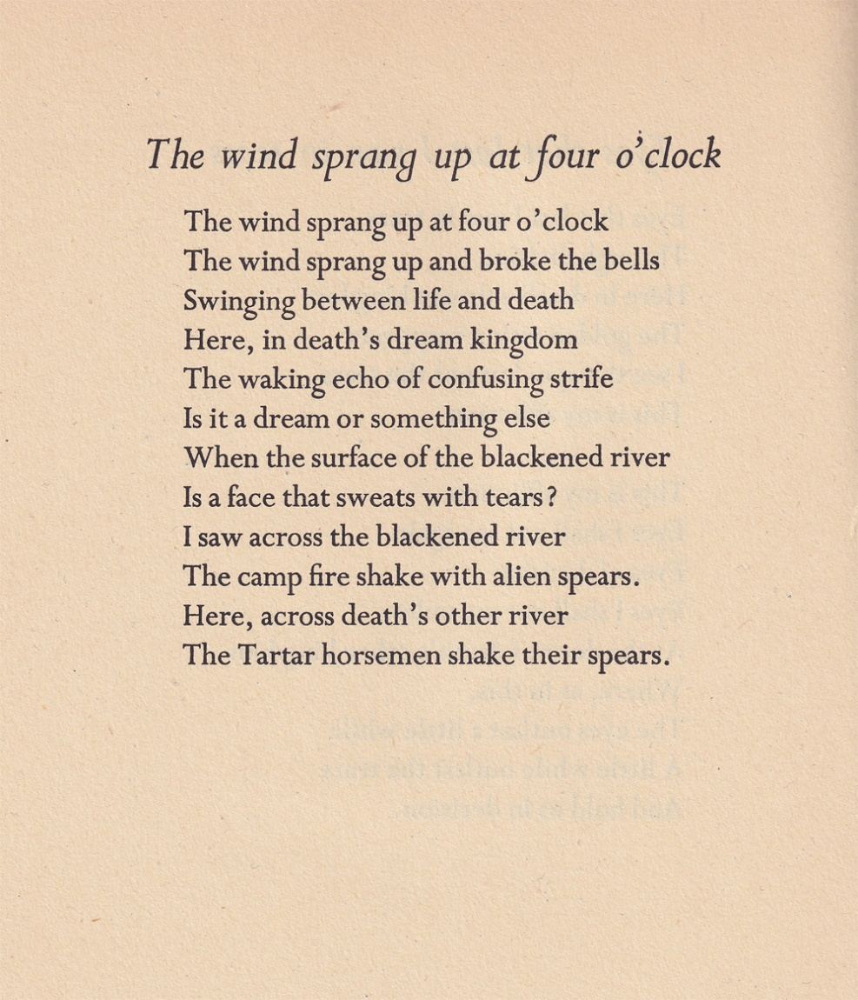 The wind sprang up at four o'clock
The wind sprang up at four o'clock
The wind sprang up and broke the bells
Swinging between life and death
Here, in death's dream kingdom
The waking echo of confusing strife
Is it a dream or something else
When the surface of the blackened river
Is a face that sweats with tears?
I saw across the blackened river
The camp fire shake with alien spears.
Here, across death's other river
The Tartar horsemen shake their spears.